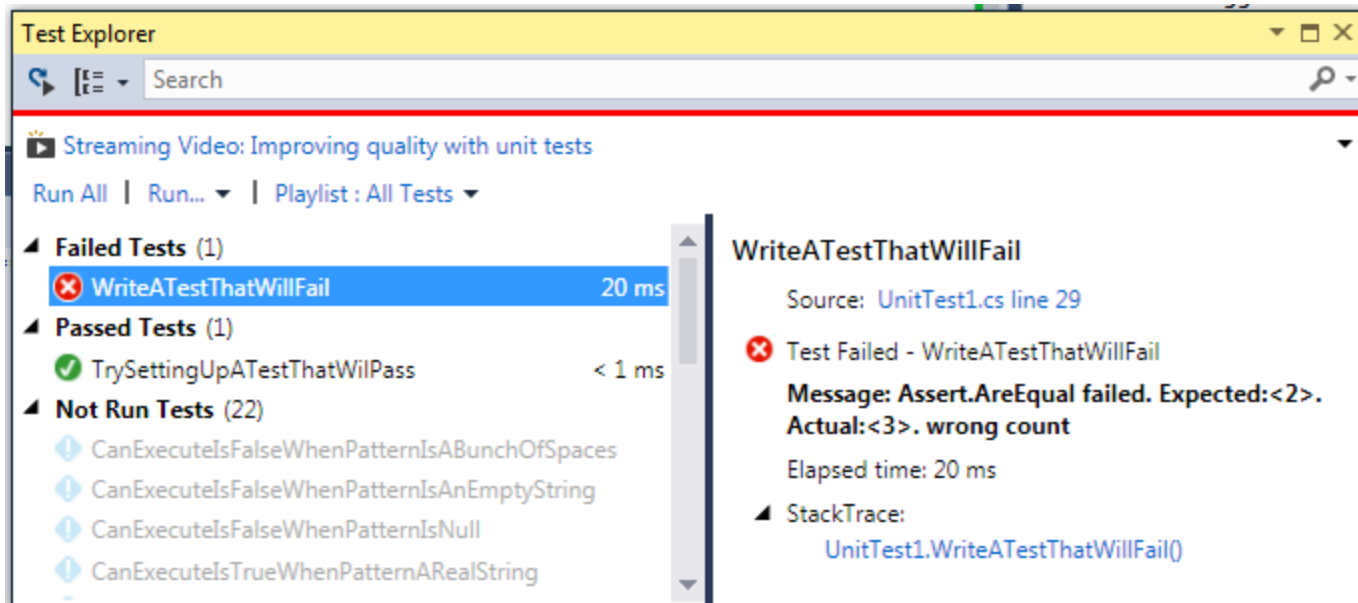 Test Explorer
Search
Streaming Video: Improving quality with unit tests
Run All | Run... | Playlist : All Tests
Failed Tests (1)
WriteATestThatWillFail 20 ms
Passed Tests (1)
TrySettingUpATestThatWilPass < 1 ms
Not Run Tests (22)
CanExecuteIsFalseWhenPatternIsABunchOfSpaces
CanExecuteIsFalseWhenPatternIsAnEmptyString
CanExecuteIsFalseWhenPatternIsNull
CanExecuteIsTrueWhenPatternARealString
WriteATestThatWillFail
Source: UnitTest1.cs line 29
Test Failed - WriteATestThatWillFail
Message: Assert.AreEqual failed. Expected:<2>.
Actual:<3>. wrong count
Elapsed time: 20 ms
StackTrace:
UnitTest1.WriteATestThatWillFail()